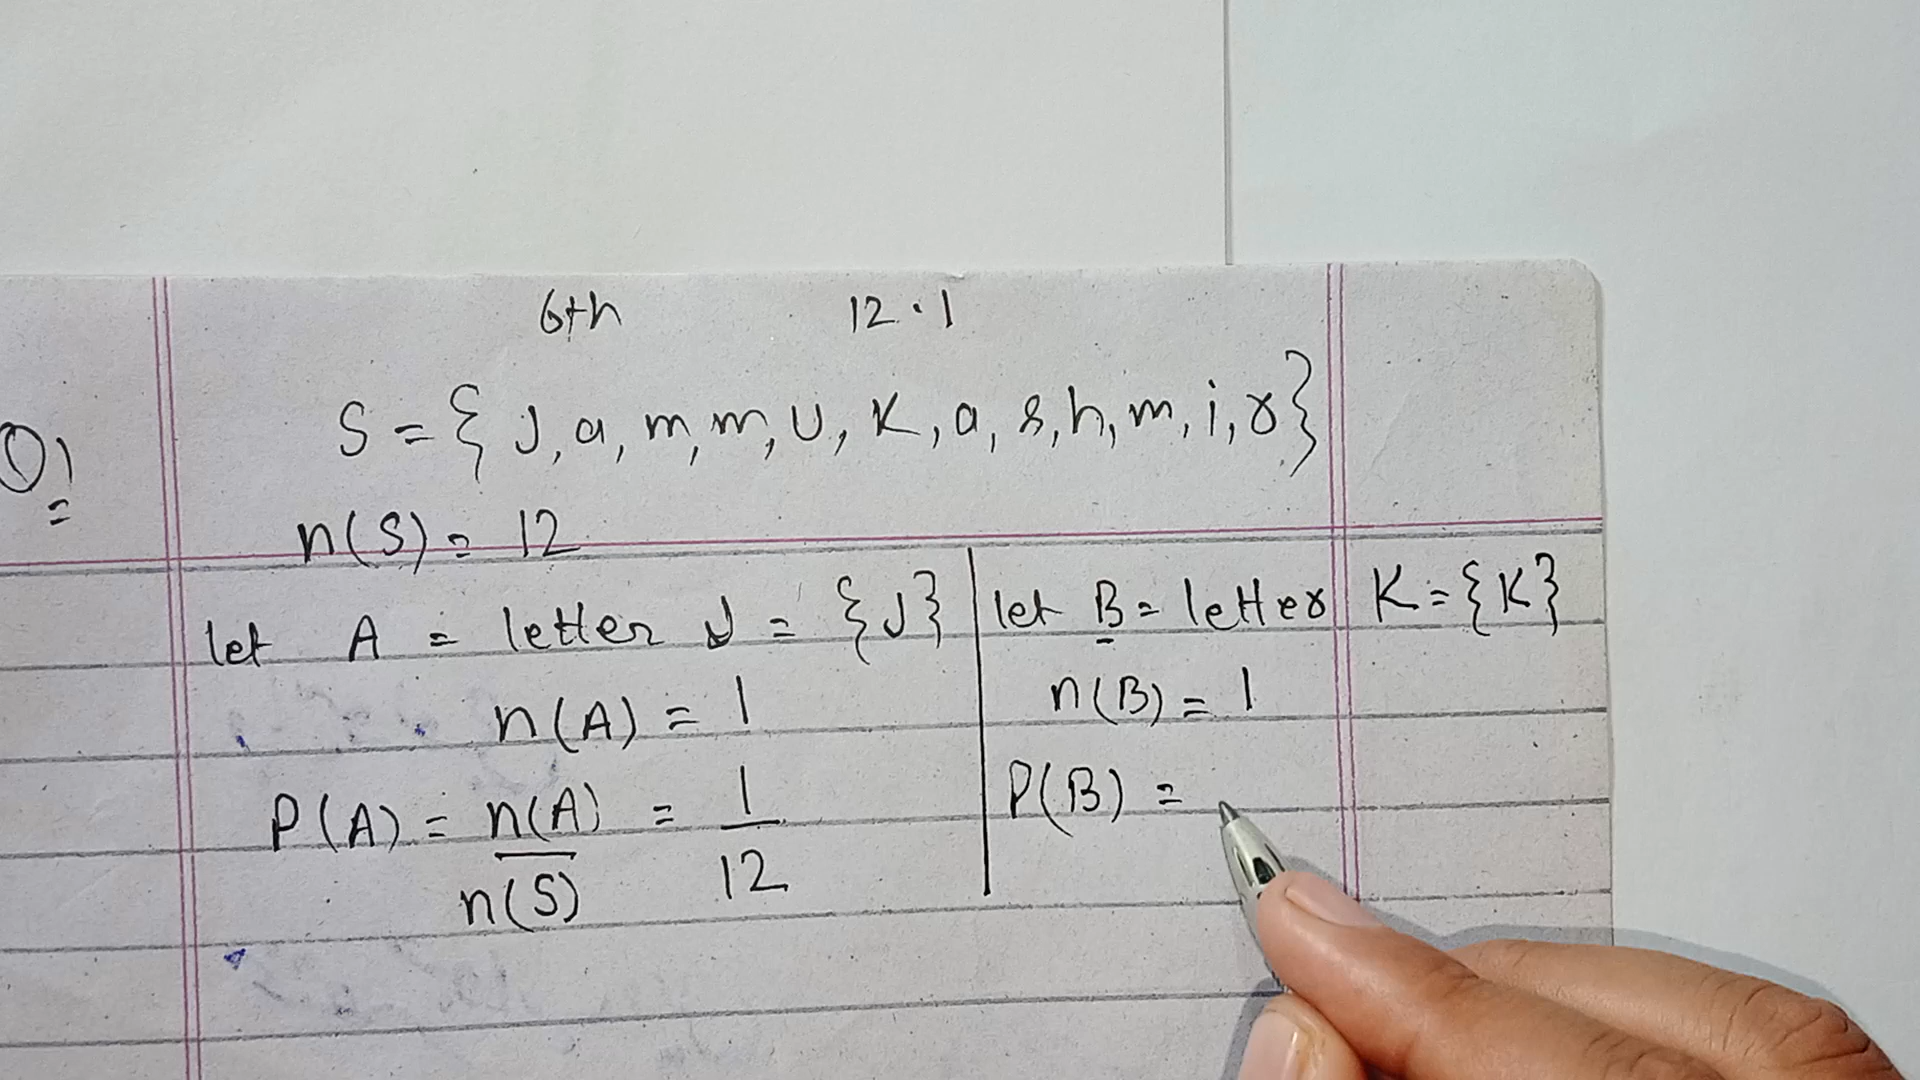 6th 12.1
Q1 S = { J, a, m, m, u, K, a, s, h, m, i, r }
n(S) = 12
let A = letter J = {J}
n(A) = 1
P(A) = n(A)/n(S) = 1/12
let B = letter K = {K}
n(B) = 1
P(B) =